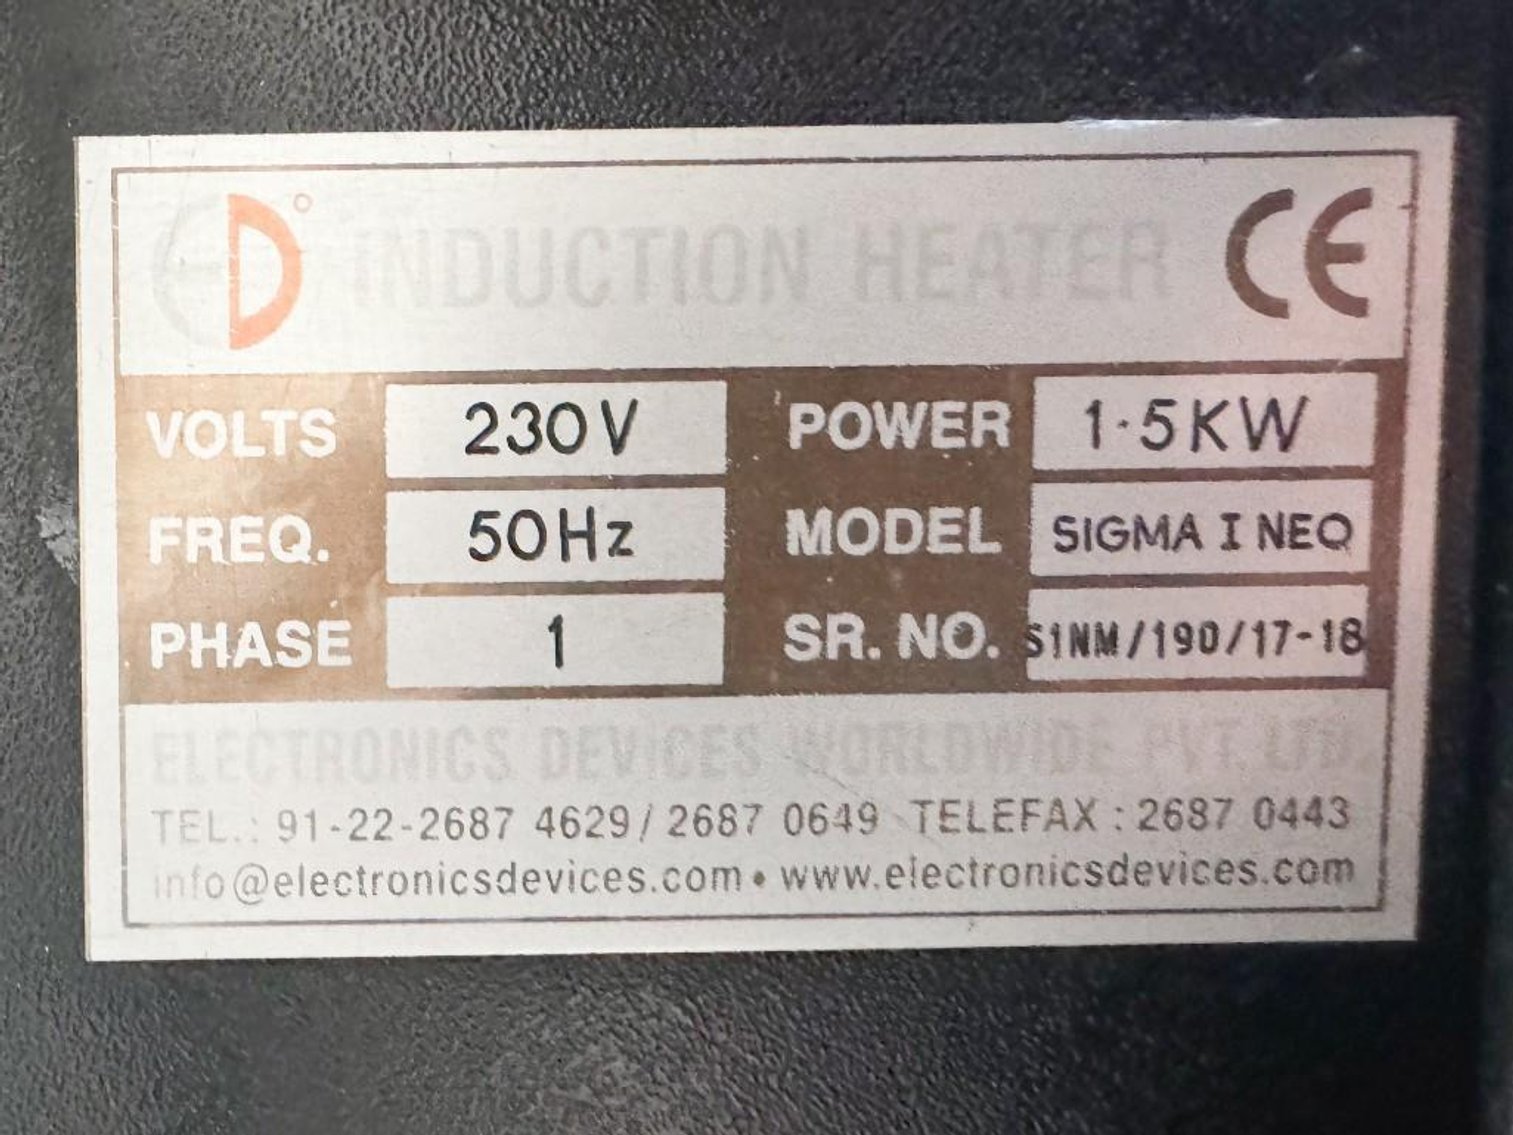 ED° INDUCTION HEATER CE
VOLTS 230V POWER 1·5KW
FREQ. 50Hz MODEL SIGMA I NEO
PHASE 1 SR. NO. S1NM/190/17-18
ELECTRONICS DEVICES WORLDWIDE PVT. LTD.
TEL.: 91-22-2687 4629/ 2687 0649 TELEFAX : 2687 0443
info@electronicsdevices.com • www.electronicsdevices.com